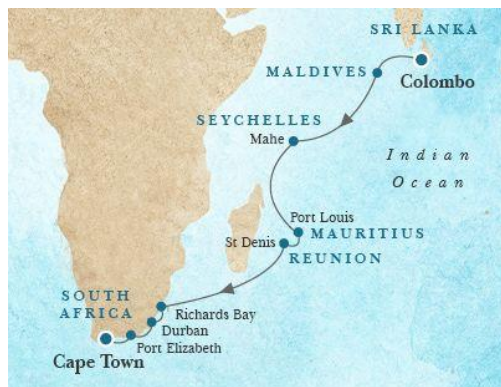 SRI LANKA
MALDIVES
Colombo
SEYCHELLES
Mahe
Indian
Ocean
Port Louis
MAURITIUS
St Denis
REUNION
SOUTH
AFRICA
Richards Bay
Durban
Port Elizabeth
Cape Town